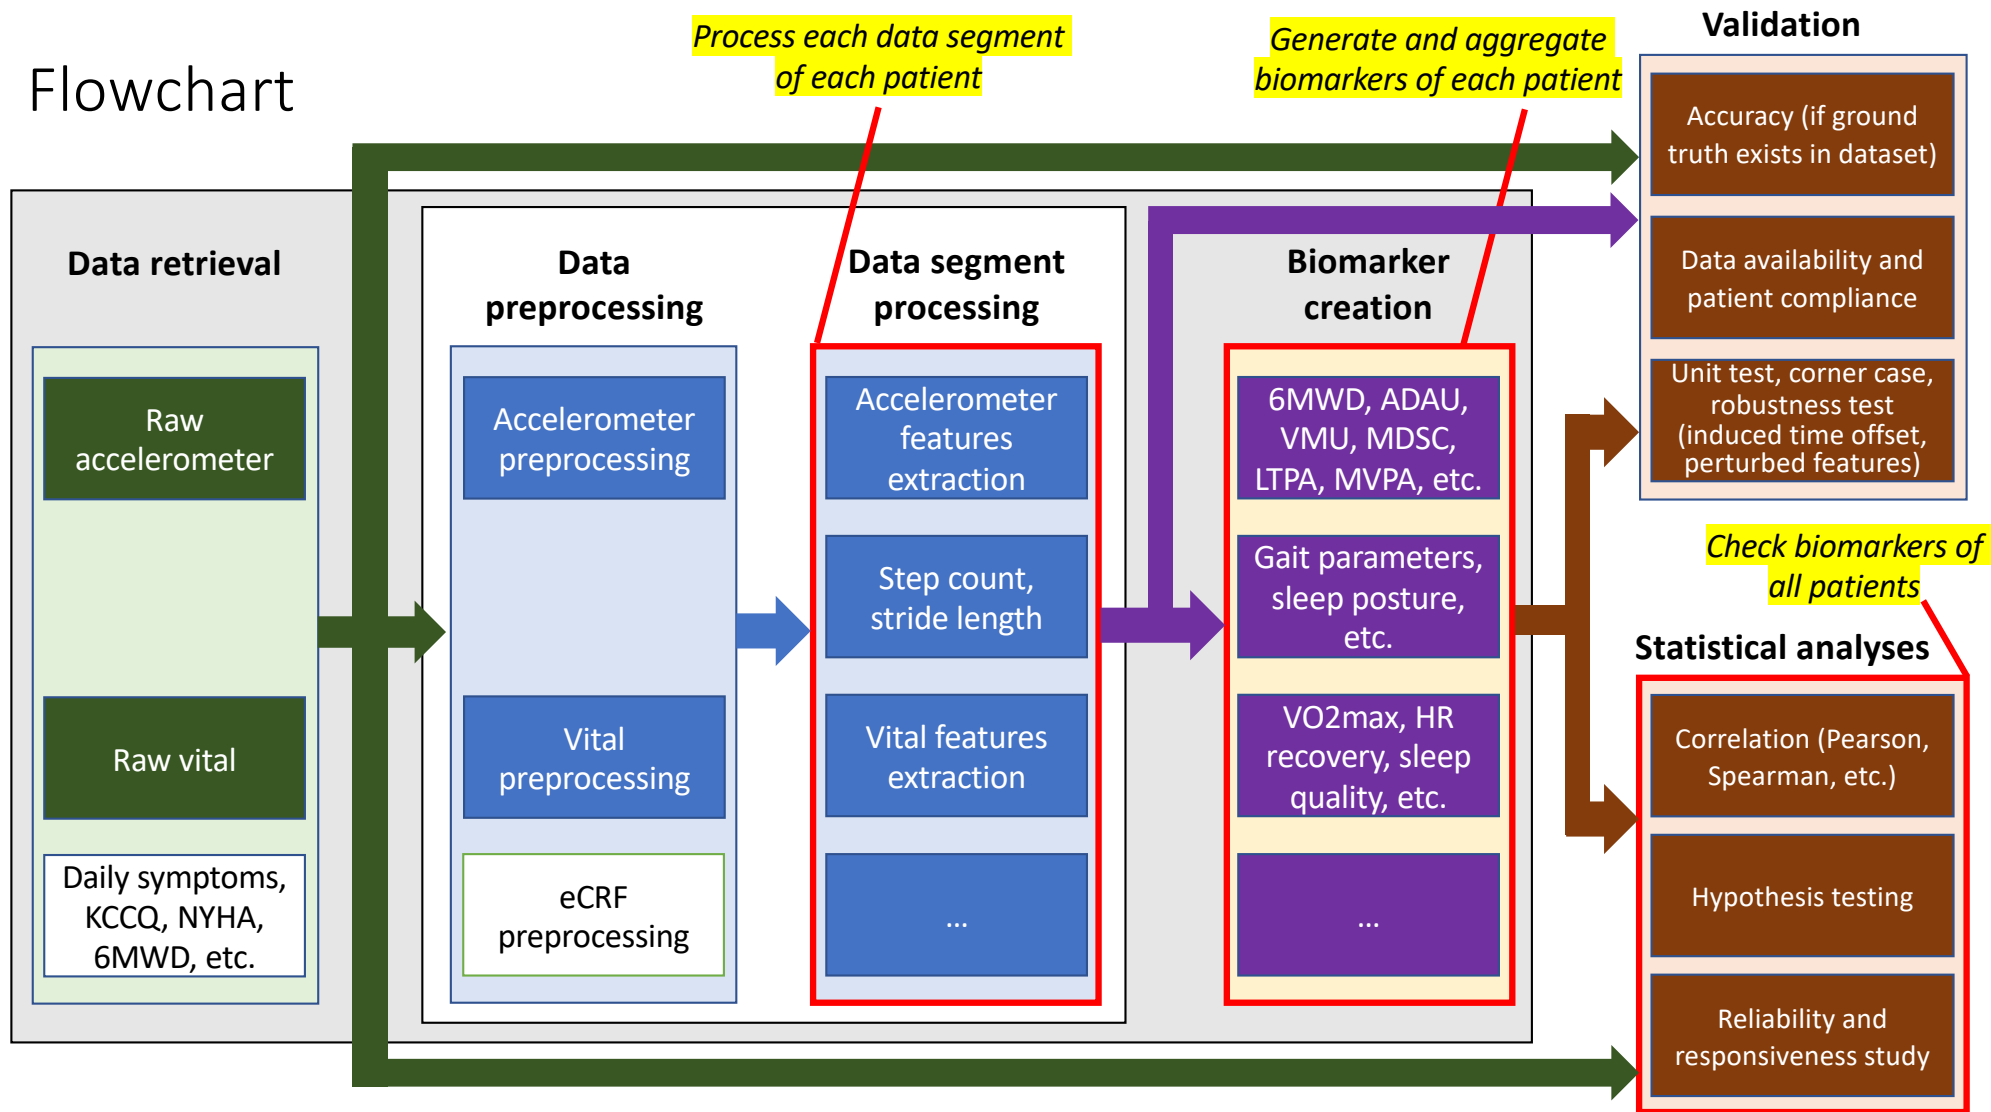 Flowchart
Process each data segment
of each patient
Generate and aggregate
biomarkers of each patient
Data retrieval
Raw
accelerometer
Raw vital
Daily symptoms,
KCCQ, NYHA,
6MWD, etc.
Data
preprocessing
Accelerometer
preprocessing
Vital
preprocessing
eCRF
preprocessing
Data segment
processing
Accelerometer
features
extraction
Step count,
stride length
Vital features
extraction
...
Biomarker
creation
6MWD, ADAU,
VMU, MDSC,
LTPA, MVPA, etc.
Gait parameters,
sleep posture,
etc.
VO2max, HR
recovery, sleep
quality, etc.
...
Validation
Accuracy (if ground
truth exists in dataset)
Data availability and
patient compliance
Unit test, corner case,
robustness test
(induced time offset,
perturbed features)
Check biomarkers of
all patients
Statistical analyses
Correlation (Pearson,
Spearman, etc.)
Hypothesis testing
Reliability and
responsiveness study